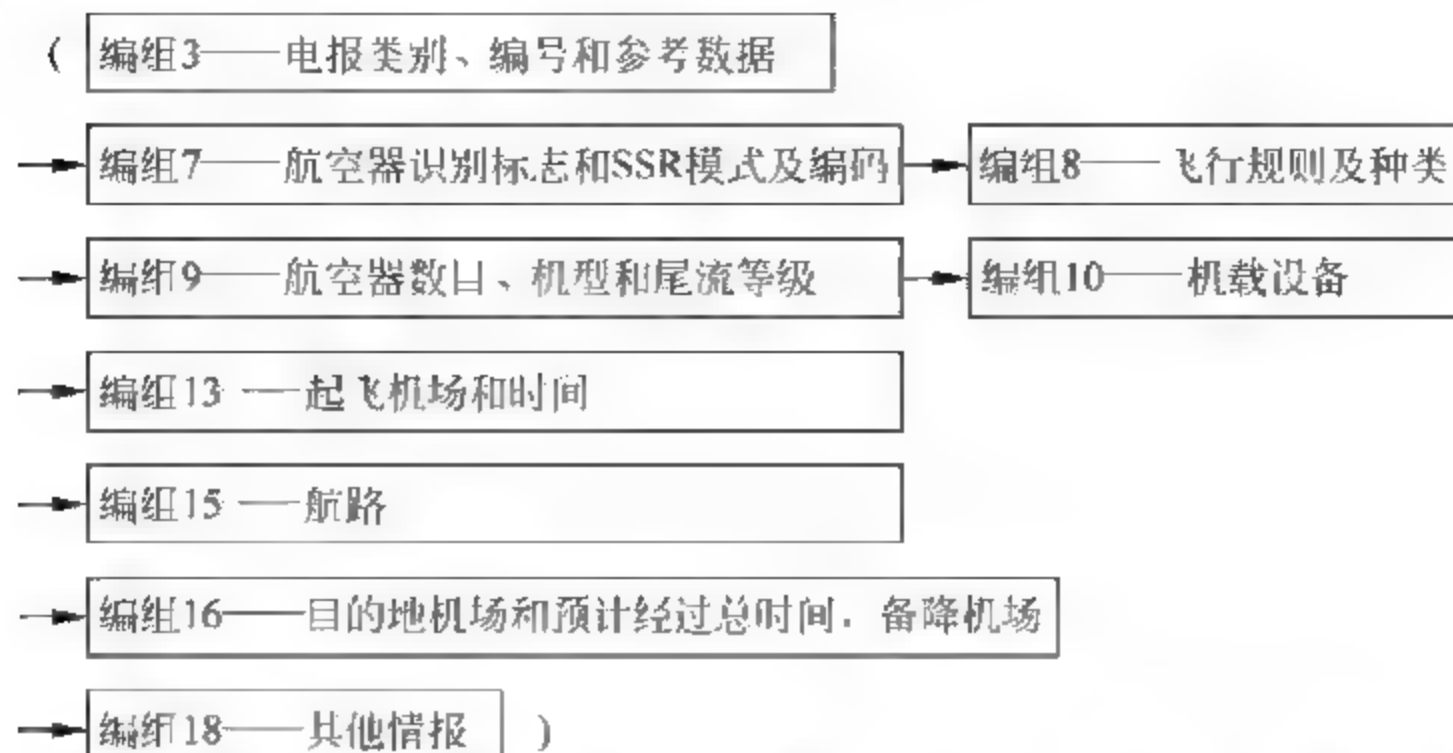 ( 编组3——电报类别、编号和参考数据
编组7——航空器识别标志和SSR模式及编码 编组8——飞行规则及种类
编组9——航空器数目、机型和尾流等级 编组10——机载设备
编组13——起飞机场和时间
编组15——航路
编组16——目的地机场和预计经过总时间,备降机场
编组18——其他情报 )